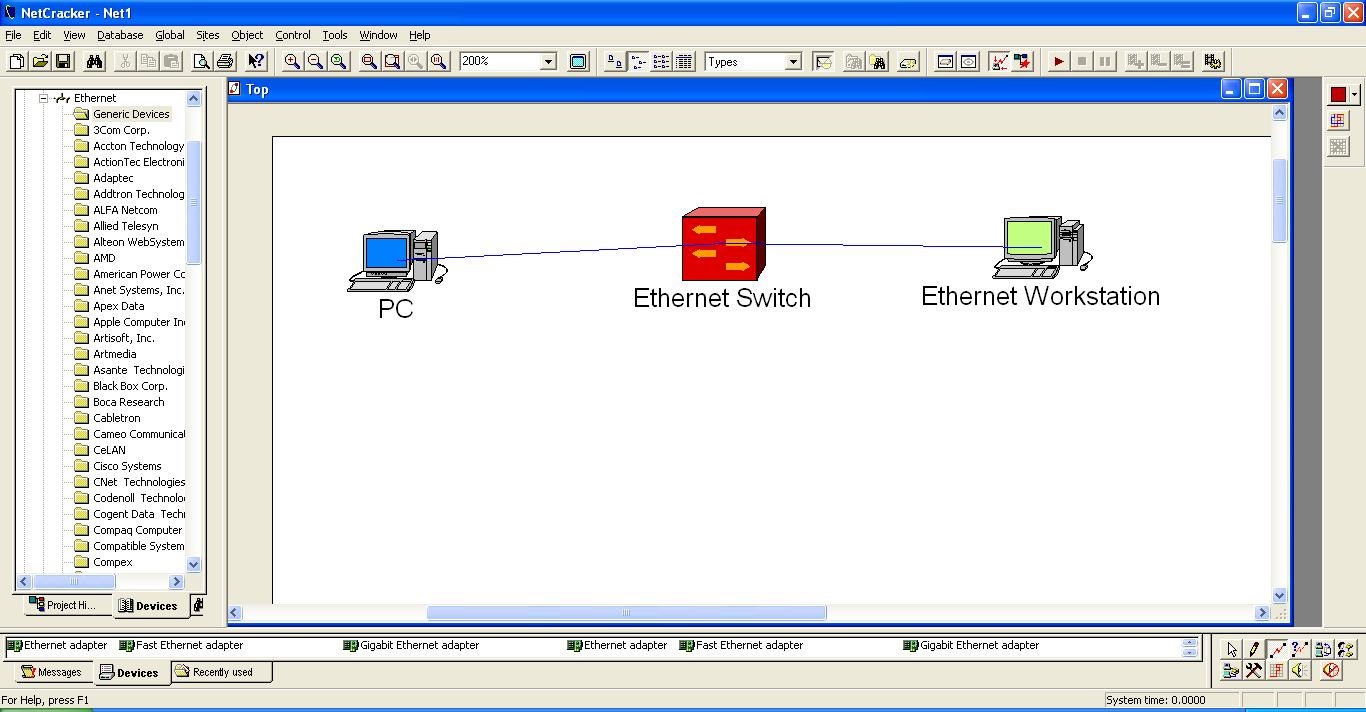 NetCracker - Net1
File Edit View Database Global Sites Object Control Tools Window Help
200%
Types
Top
Ethernet
Generic Devices
3Com Corp.
Accton Technology
ActionTec Electroni
Adaptec
Addtron Technolog
ALFA Netcom
Allied Telesyn
Alteon WebSystem
AMD
American Power Co
Anet Systems, Inc.
Apex Data
Apple Computer In
Artisoft, Inc.
Artmedia
Asante Technologi
Black Box Corp.
Boca Research
Cabletron
Cameo Communica
CeLAN
Cisco Systems
CNet Technologies
Codenoll Technolo
Cogent Data Techn
Compaq Computer
Compatible System
Compex
PC
Ethernet Switch
Ethernet Workstation
Project Hi... Devices
Ethernet adapter Fast Ethernet adapter Gigabit Ethernet adapter Ethernet adapter Fast Ethernet adapter Gigabit Ethernet adapter
Messages Devices Recently used
For Help, press F1
System time: 0.0000